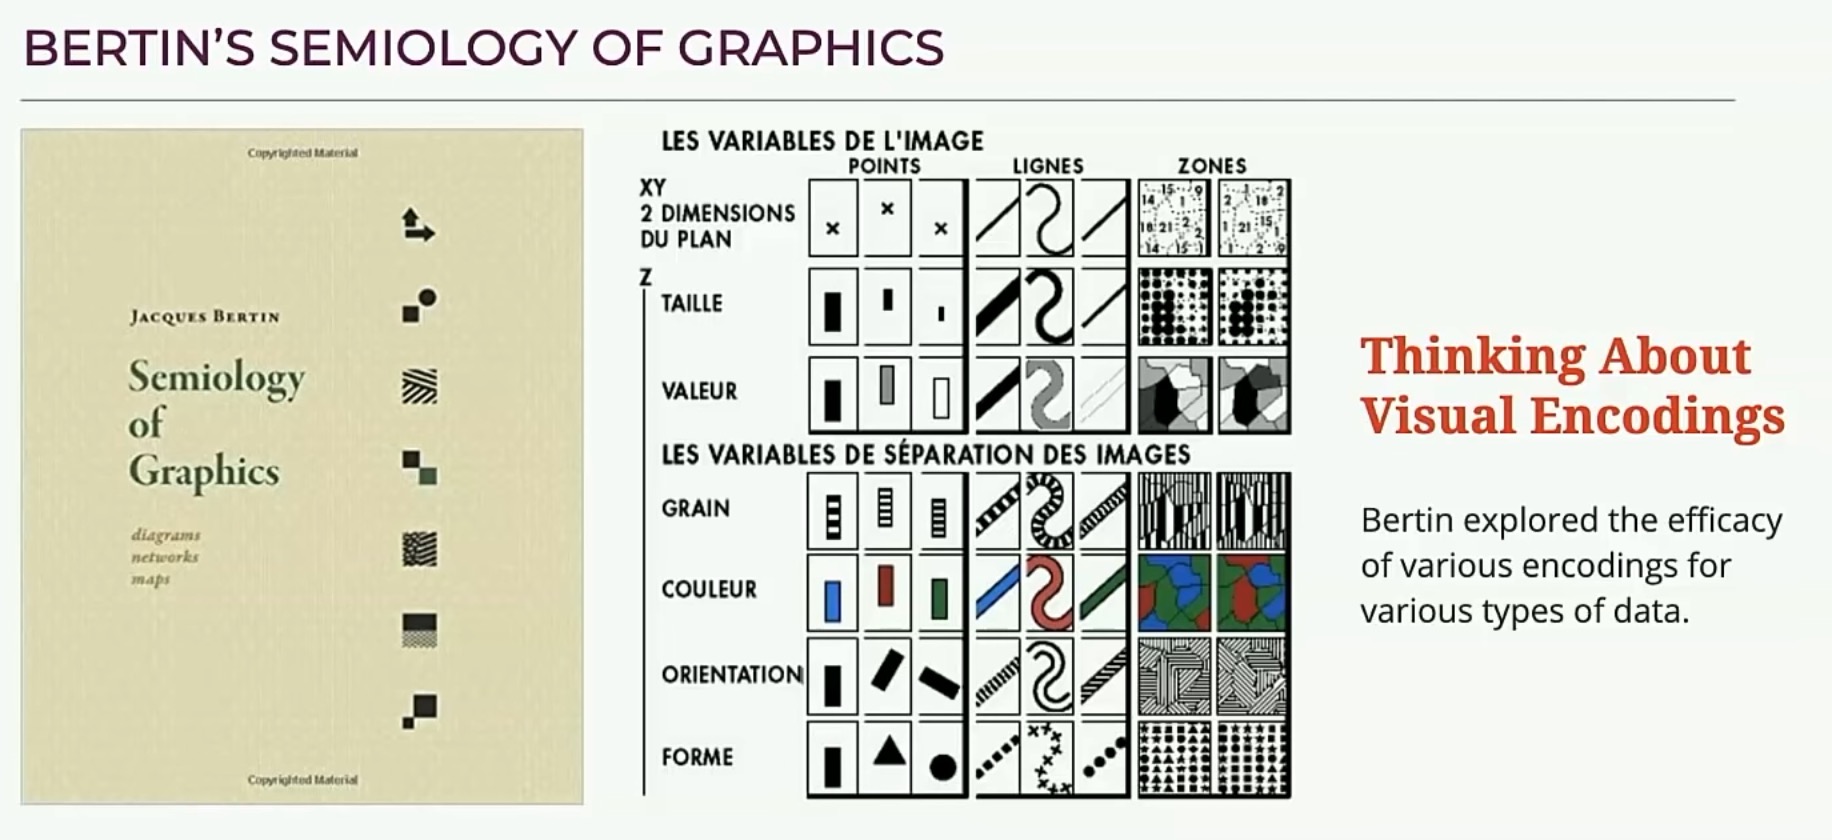 BERTIN'S SEMIOLOGY OF GRAPHICS
Copyrighted Material
JACQUES BERTIN
Semiology
of
Graphics
diagrams
networks
maps
Copyrighted Material
LES VARIABLES DE L'IMAGE
POINTS LIGNES ZONES
XY
2 DIMENSIONS
DU PLAN
Z
TAILLE
VALEUR
LES VARIABLES DE SÉPARATION DES IMAGES
GRAIN
COULEUR
ORIENTATION
FORME
Thinking About
Visual Encodings
Bertin explored the efficacy
of various encodings for
various types of data.